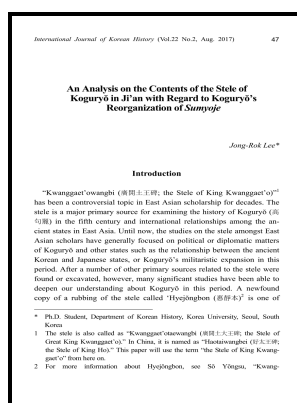 International Journal of Korean History (Vol.22 No.2, Aug. 2017) 47
An Analysis on the Contents of the Stele of
Koguryŏ in Ji’an with Regard to Koguryŏ’s
Reorganization of Sumyoje
Jong-Rok Lee*
Introduction
“Kwanggaet’owangbi (廣開土王碑; the Stele of King Kwanggaet’o)”1
has been a controversial topic in East Asian scholarship for decades. The
stele is a major primary source for examining the history of Koguryŏ (高
句麗) in the fifth century and international relationships among the an-
cient states in East Asia. Until now, the studies on the stele amongst East
Asian scholars have generally focused on political or diplomatic matters
of Koguryŏ and other states such as the relationship between the ancient
Korean and Japanese states, or Koguryŏ’s militaristic expansion in this
period. After a number of other primary sources related to the stele were
found or excavated, however, many significant studies have been able to
deepen our understanding about Koguryŏ in this period. A newfound
copy of a rubbing of the stele called ‘Hyejŏngbon (惠靜本)’2 is one of
* Ph.D. Student, Department of Korean History, Korea University, Seoul, South
Korea
1 The stele is also called as “Kwanggaet’otaewangbi (廣開土大王碑; the Stele of
Great King Kwanggaet’o).” In China, it is named as “Haotaiwangbei (好太王碑;
the Stele of King Ho).” This paper will use the term “the Stele of King Kwang-
gaet’o” from here on.
2 For more information about Hyejŏngbon, see Sŏ Yŏngsu, “Kwang-